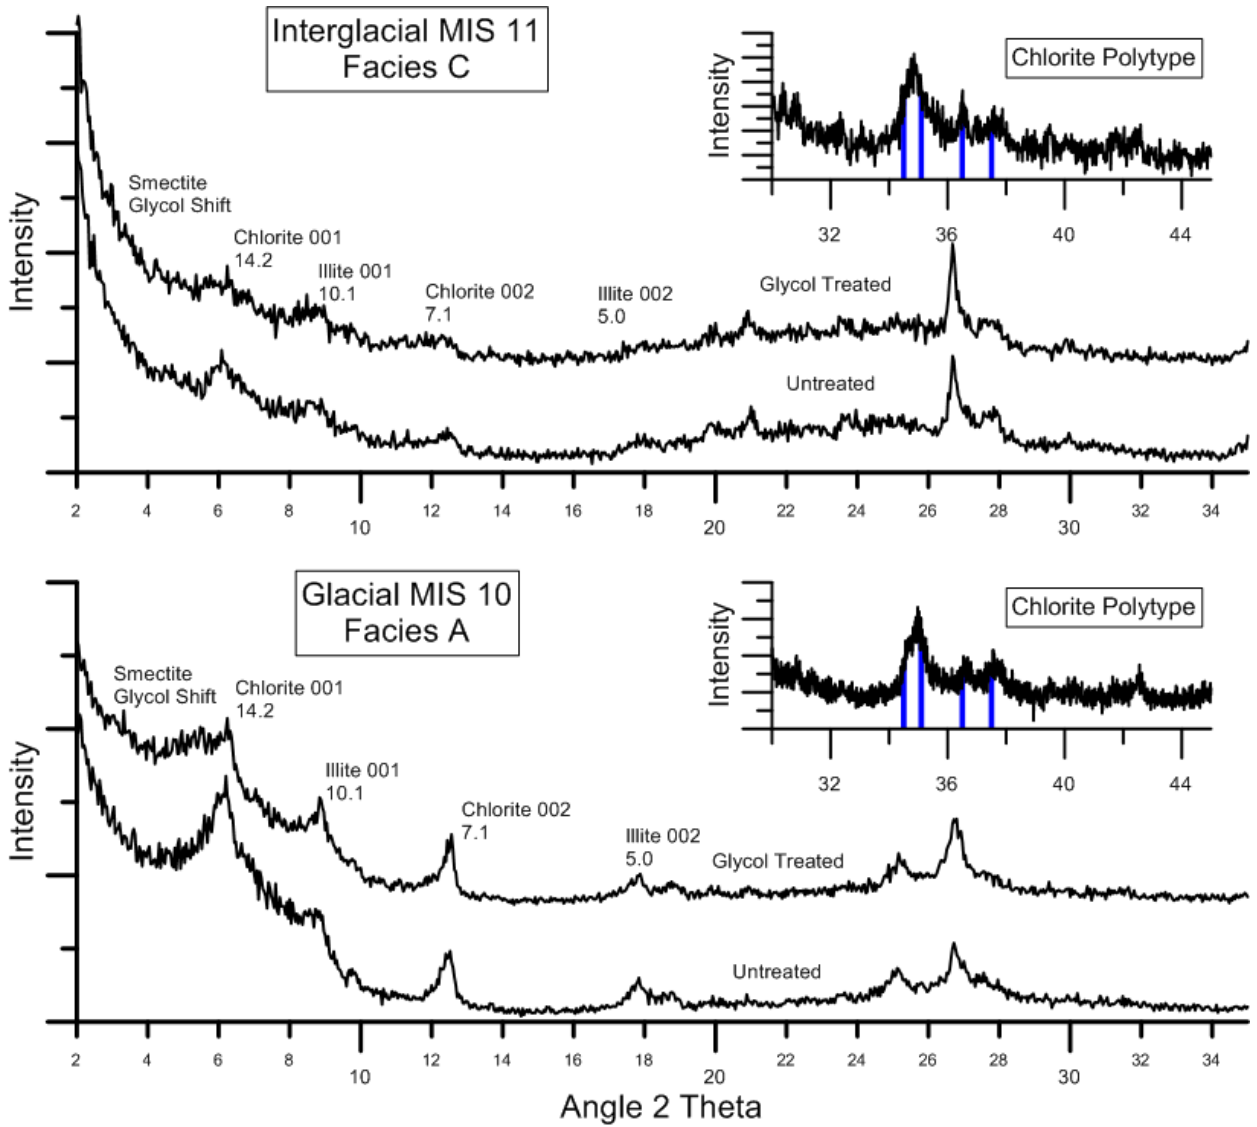 Interglacial MIS 11
Facies C
Chlorite Polytype
Intensity
32 36 40 44
Intensity
Smectite
Glycol Shift
Chlorite 001
14.2
Illite 001
10.1
Chlorite 002
7.1
Illite 002
5.0
Glycol Treated
Untreated
2 4 6 8 10 12 14 16 18 20 22 24 26 28 30 32 34
Glacial MIS 10
Facies A
Chlorite Polytype
Intensity
32 36 40 44
Intensity
Smectite
Glycol Shift
Chlorite 001
14.2
Illite 001
10.1
Chlorite 002
7.1
Illite 002
5.0
Glycol Treated
Untreated
2 4 6 8 10 12 14 16 18 20 22 24 26 28 30 32 34
Angle 2 Theta